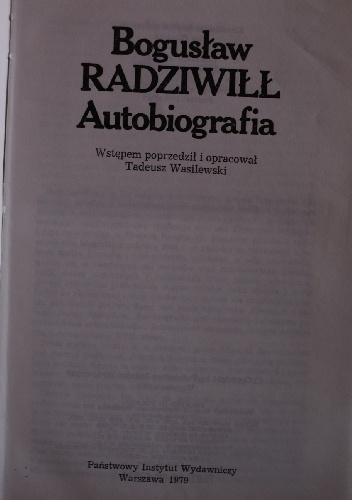 Bogusław
RADZIWIŁŁ
Autobiografia
Wstępem poprzedził i opracował
Tadeusz Wasilewski
Państwowy Instytut Wydawniczy
Warszawa 1979